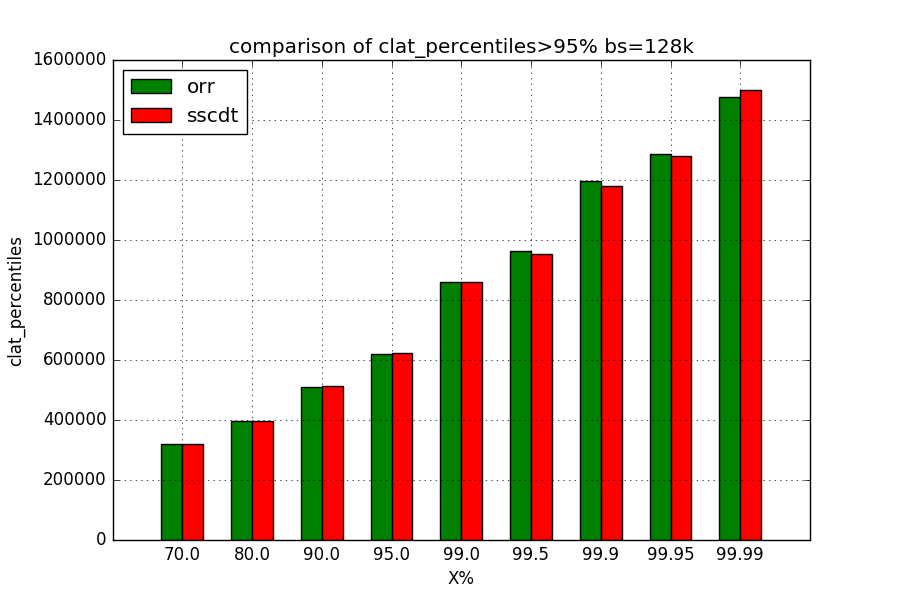 comparison of clat_percentiles>95% bs=128k
1600000
1400000
1200000
1000000
800000
600000
400000
200000
0
clat_percentiles
orr
sscdt
70.0 80.0 90.0 95.0 99.0 99.5 99.9 99.95 99.99
X%